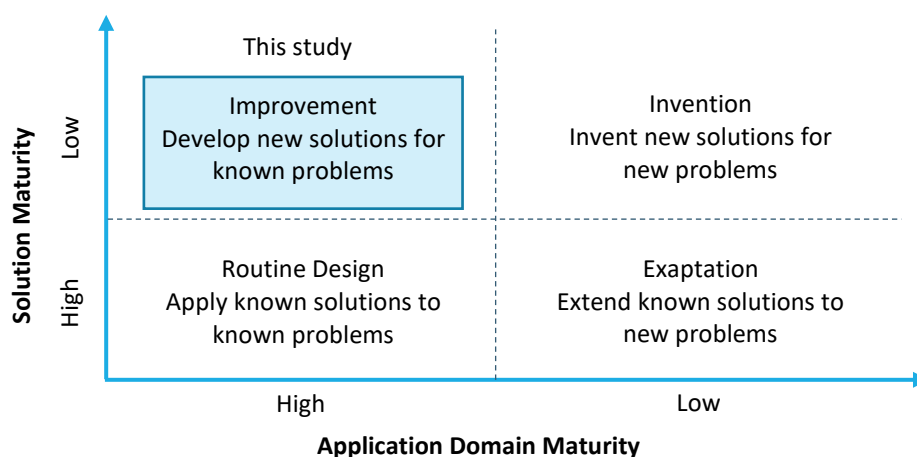 This study
Improvement
Develop new solutions for
known problems
Invention
Invent new solutions for
new problems
Low
Solution Maturity
High
Routine Design
Apply known solutions to
known problems
Exaptation
Extend known solutions to
new problems
High
Low
Application Domain Maturity